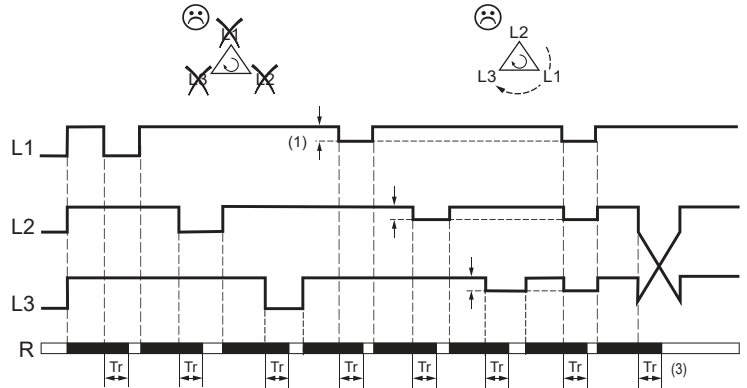 L1
L3 L2
L2
L3 L1
L1
(1)
L2
L3
R
Tr Tr Tr Tr Tr Tr Tr Tr (3)